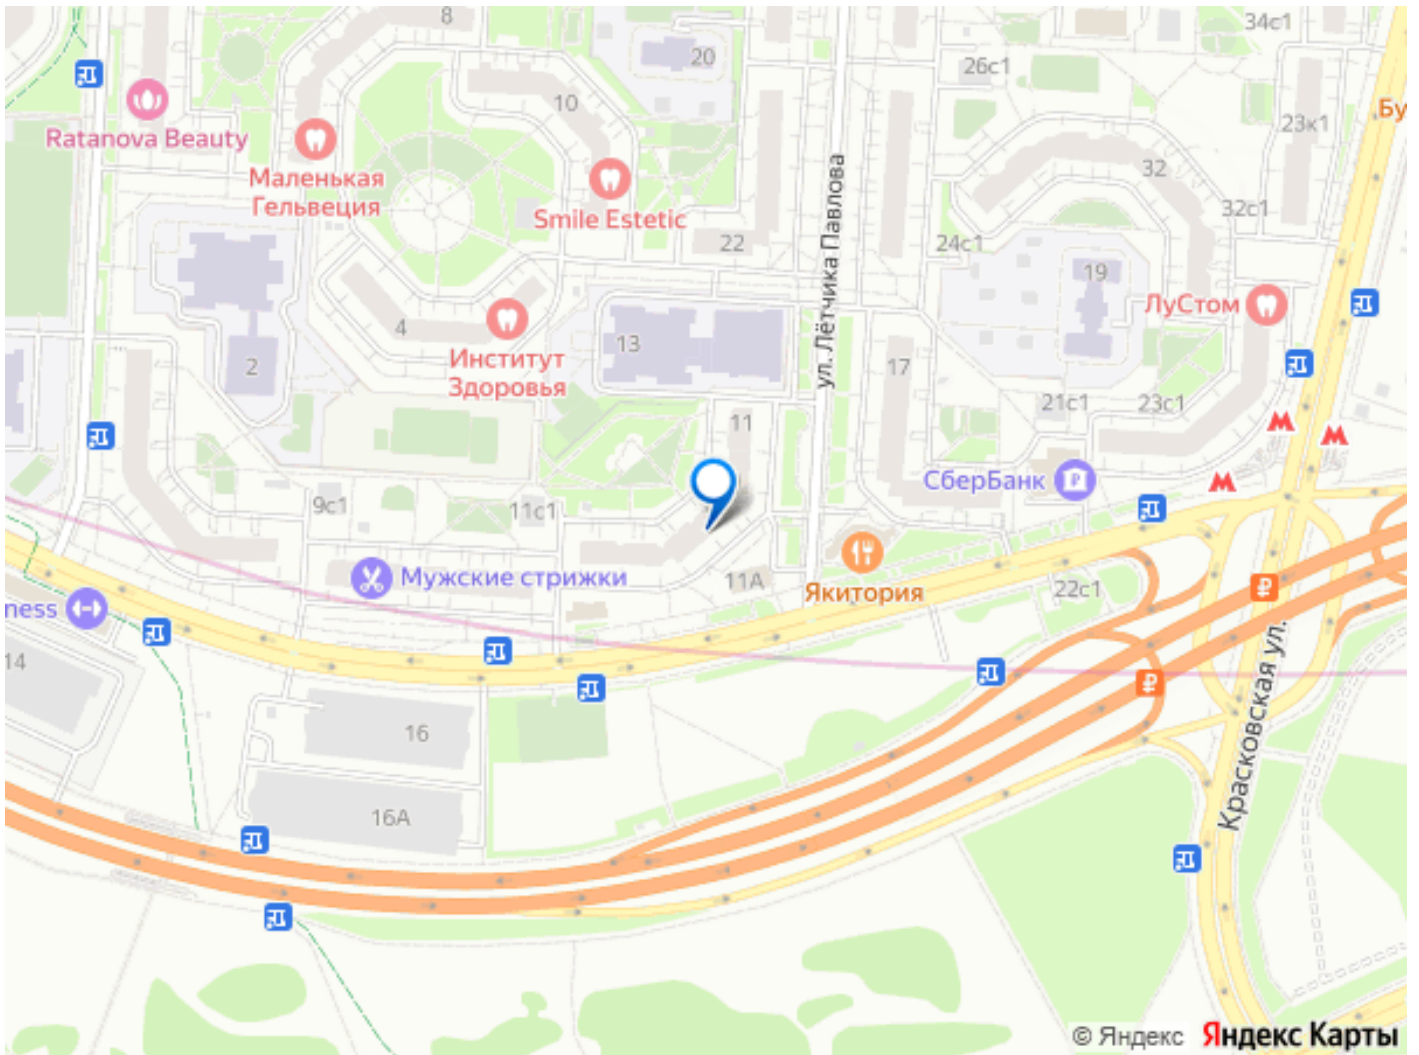 8
34с1
20
26с1
10
Бу
23к1
Ratanova Beauty
Маленькая
Гельвеция
Smile Estetic
32
32с1
22
24с1
ул. Лётчика Павлова
19
ЛуСтом
4
Институт
Здоровья
13
2
17
21с1
23с1
11
СберБанк
9с1
11с1
Мужские стрижки
11А
Якитория
22с1
ness
14
16
16А
Красковская ул.
© Яндекс Яндекс Карты